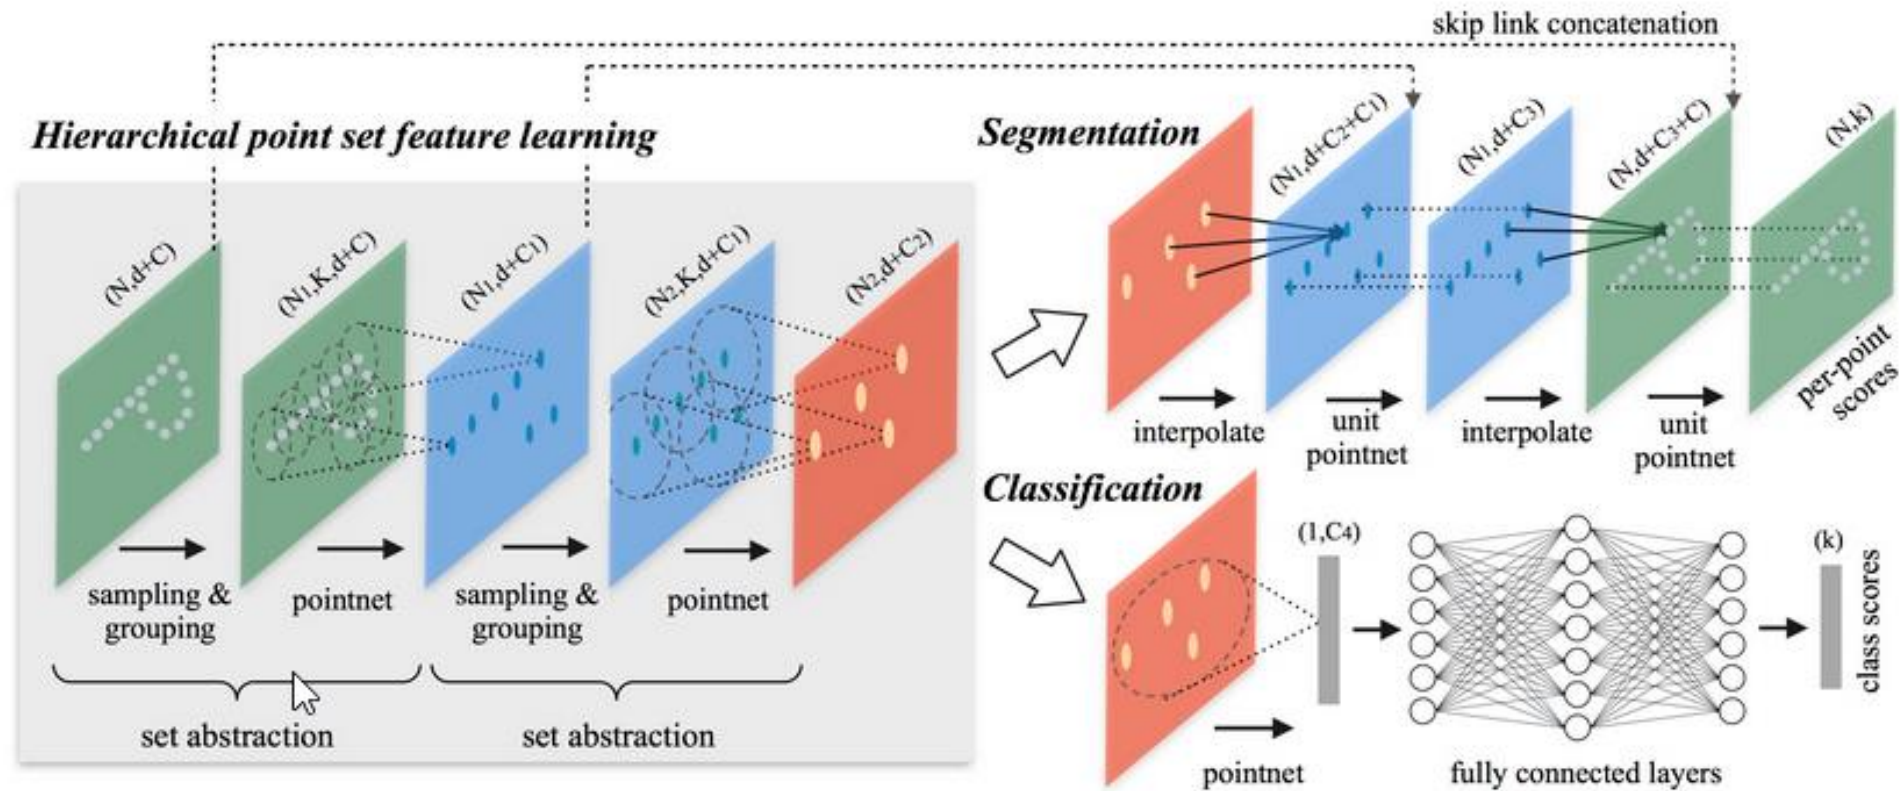 skip link concatenation
Hierarchical point set feature learning
(N,d+C)
(N1,K,d+C)
(N1,d+C1)
(N2,K,d+C1)
(N2,d+C2)
sampling &
grouping
pointnet
sampling &
grouping
pointnet
set abstraction
set abstraction
Segmentation
(N1,d+C2+C1)
(N1,d+C3)
(N,d+C3+C)
(N,k)
interpolate
unit
pointnet
interpolate
unit
pointnet
per-point
scores
Classification
(1,C4)
(k)
class scores
pointnet
fully connected layers